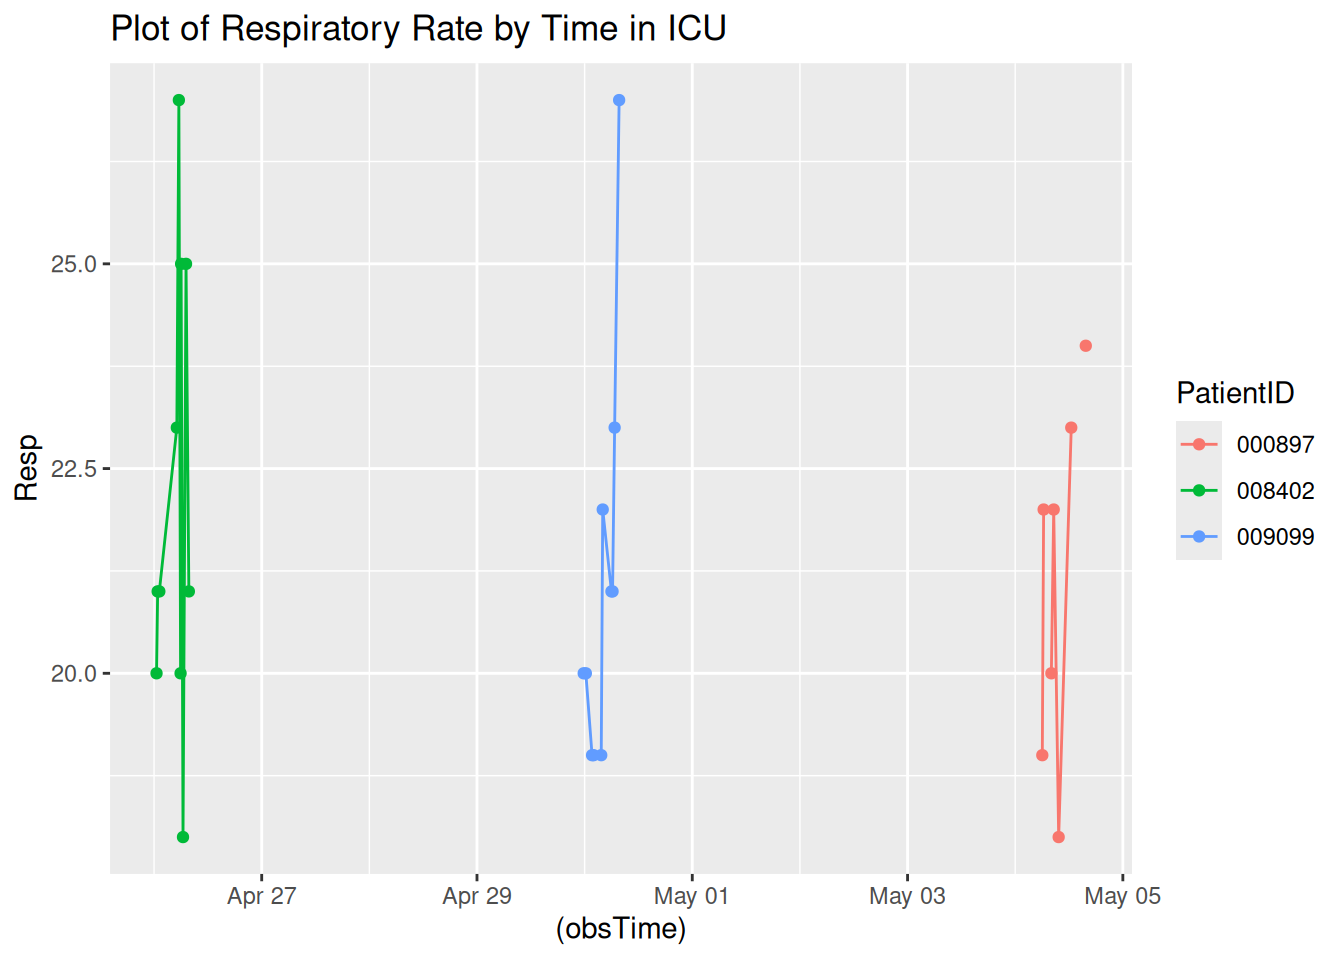 Plot of Respiratory Rate by Time in ICU
25.0
22.5
20.0
Resp
Apr 27
Apr 29
May 01
May 03
May 05
(obsTime)
PatientID
000897
008402
009099